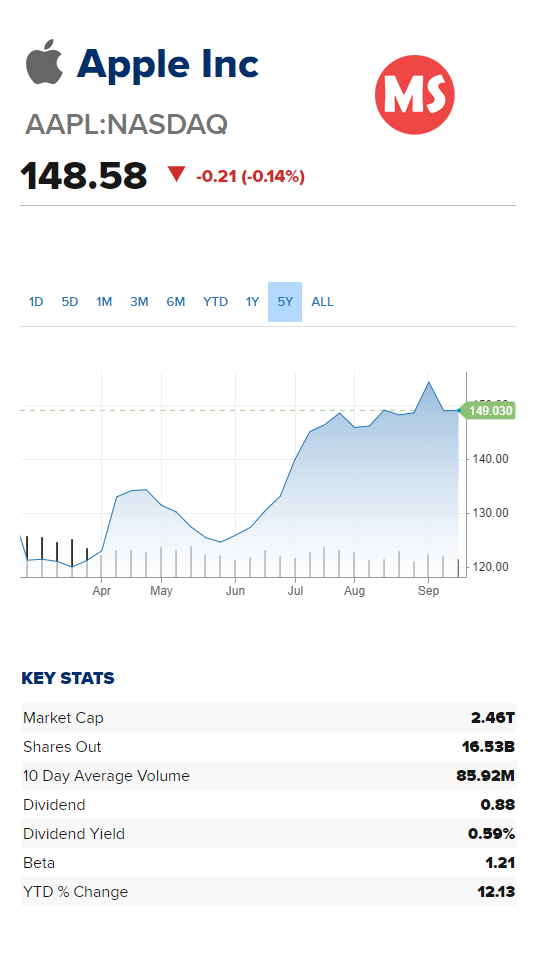 Apple Inc
MS
AAPL:NASDAQ
148.58 -0.21 (-0.14%)
1D 5D 1M 3M 6M YTD 1Y 5Y ALL
149.030
140.00
130.00
120.00
Apr May Jun Jul Aug Sep
KEY STATS
Market Cap 2.46T
Shares Out 16.53B
10 Day Average Volume 85.92M
Dividend 0.88
Dividend Yield 0.59%
Beta 1.21
YTD % Change 12.13